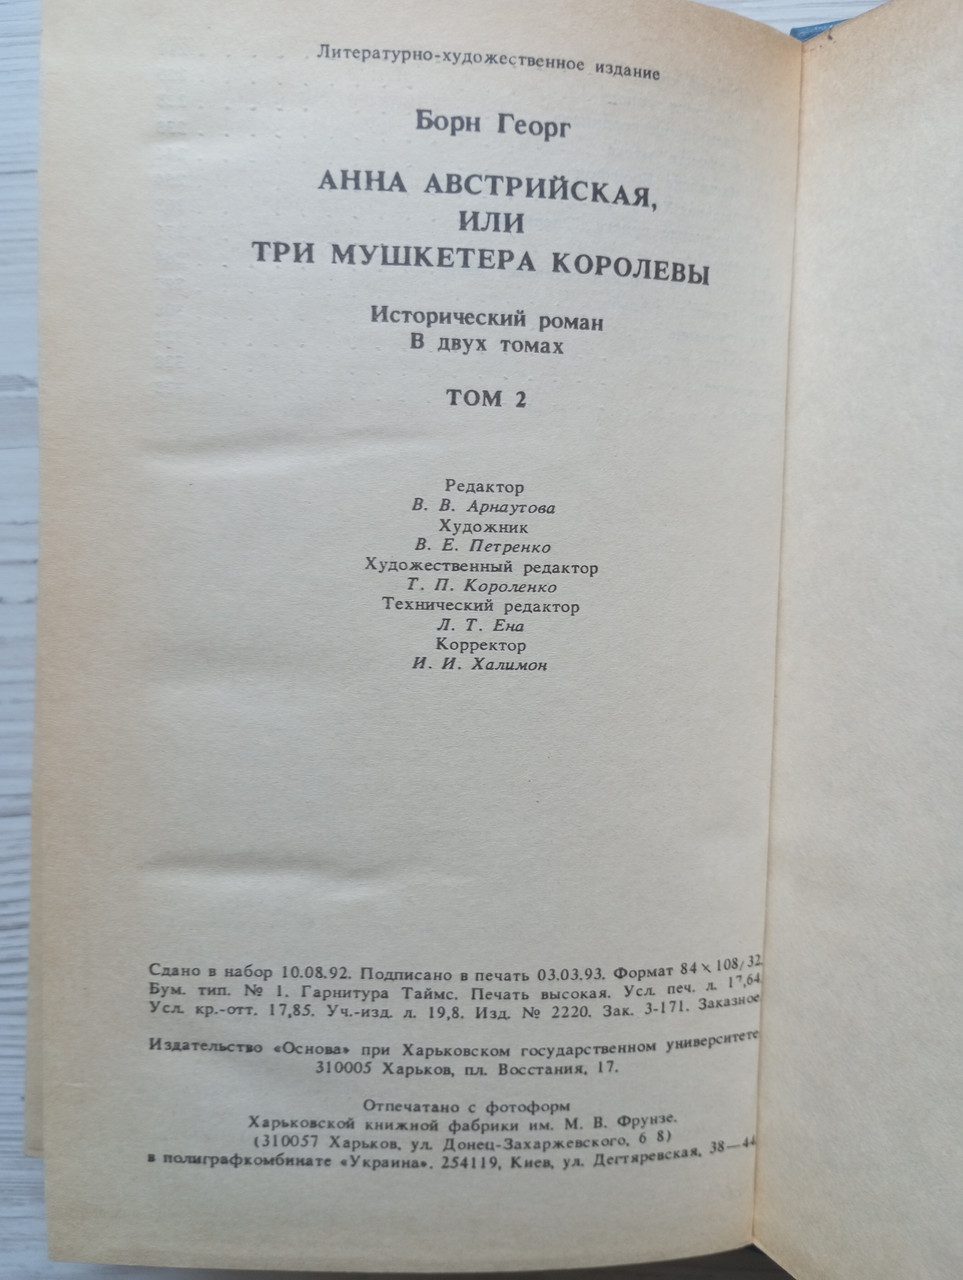 Литературно-художественное издание
Борн Георг
АННА АВСТРИЙСКАЯ,
ИЛИ
ТРИ МУШКЕТЕРА КОРОЛЕВЫ
Исторический роман
В двух томах
ТОМ 2
Редактор
В. В. Арнаутова
Художник
В. Е. Петренко
Художественный редактор
Т. П. Короленко
Технический редактор
Л. Т. Ена
Корректор
И. И. Халимон
Сдано в набор 10.08.92. Подписано в печать 03.03.93. Формат 84×108/32
Бум. тип. № 1. Гарнитура Таймс. Печать высокая. Усл. печ. л. 17,64
Усл. кр.-отт. 17,85. Уч.-изд. л. 19,8. Изд. № 2220. Зак. 3-171. Заказное
Издательство «Основа» при Харьковском государственном университете
310005 Харьков, пл. Восстания, 17.
Отпечатано с фотоформ
Харьковской книжной фабрики им. М. В. Фрунзе.
(310057 Харьков, ул. Донец-Захаржевского, 6 8)
в полиграфкомбинате «Украина». 254119, Киев, ул. Дегтяревская, 38—44